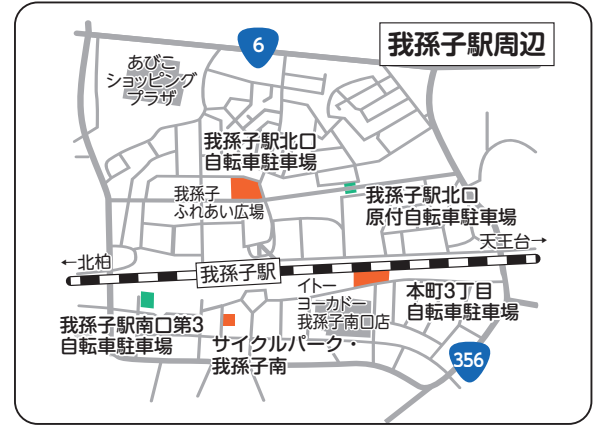 我孫子駅周辺
6
あびこ
ショッピング
プラザ
我孫子駅北口
自転車駐車場
我孫子
ふれあい広場
我孫子駅北口
原付自転車駐車場
天王台→
←北柏
我孫子駅
イトー
ヨーカドー
我孫子南口店
本町3丁目
自転車駐車場
我孫子駅南口第3
自転車駐車場
サイクルパーク・
我孫子南
356